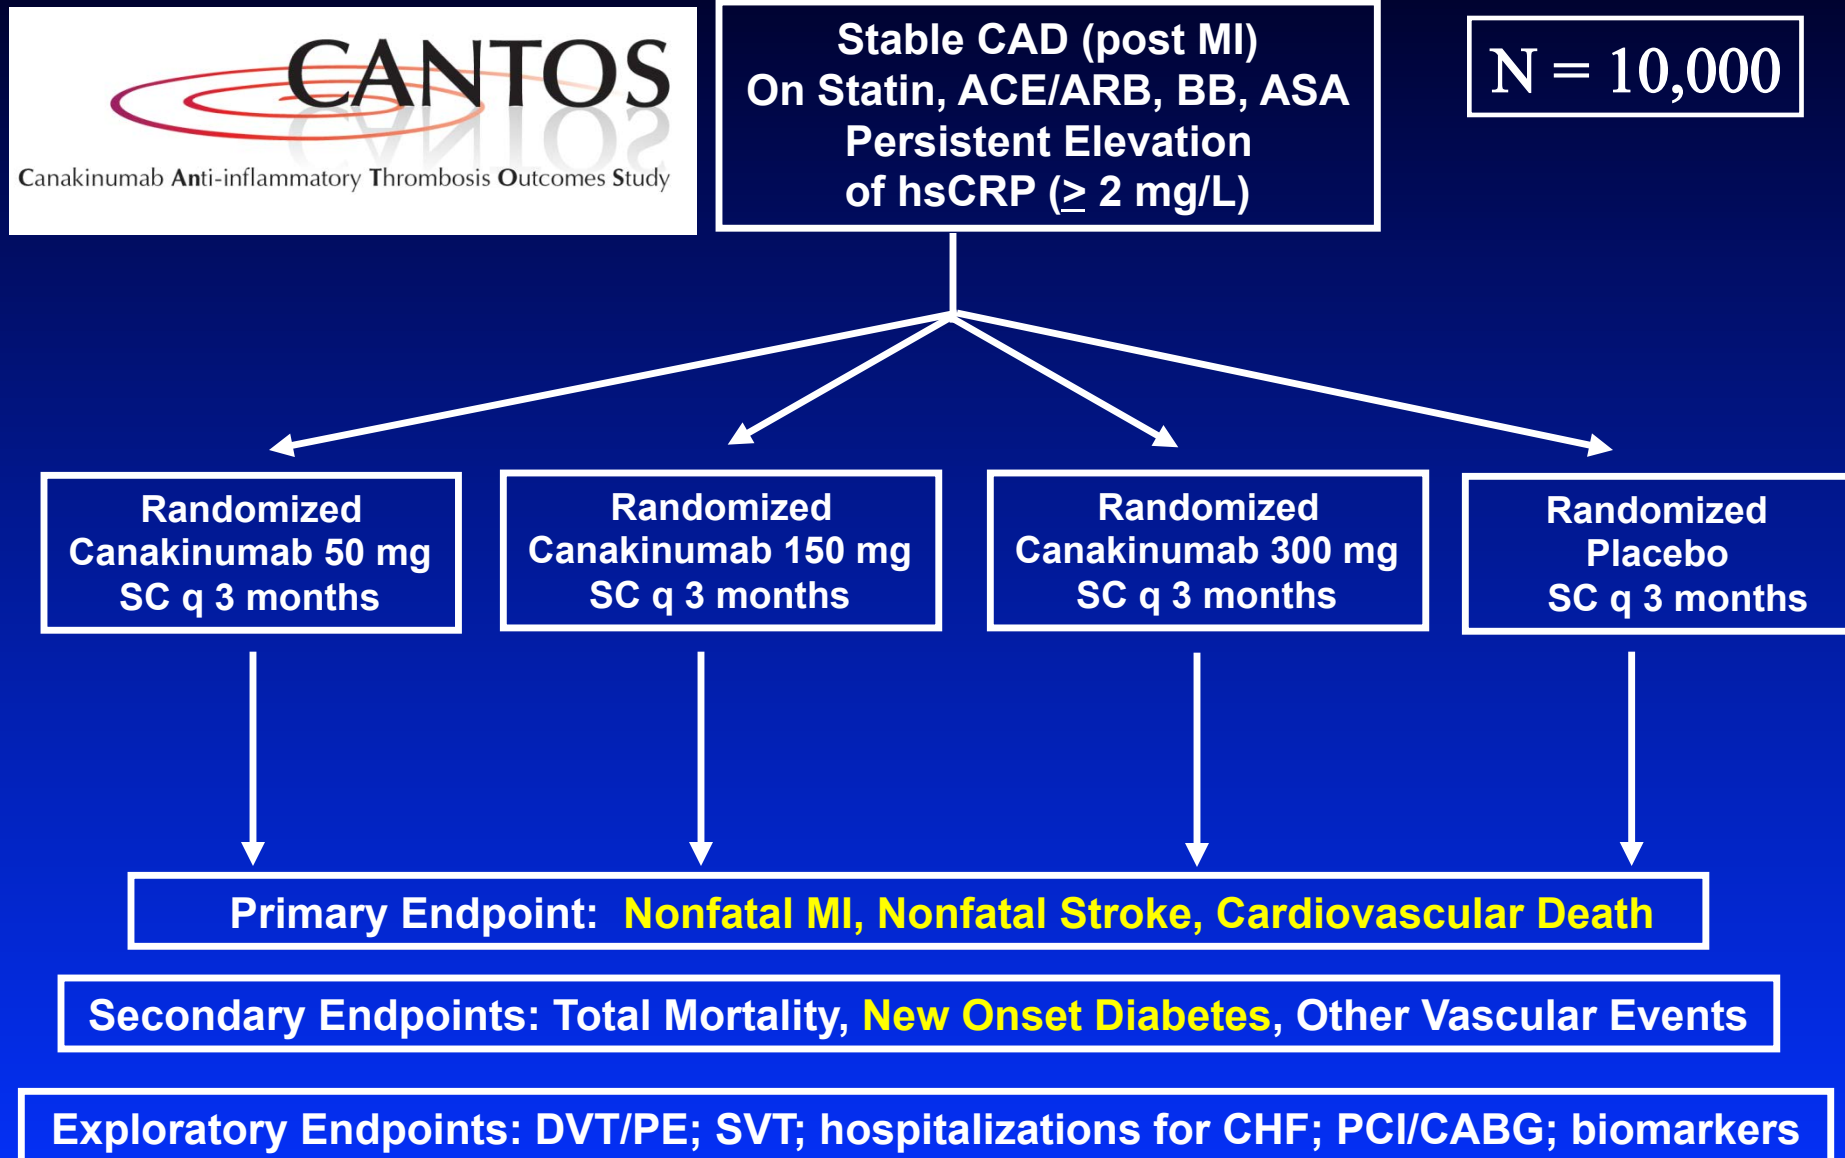 CANTOS
Canakinumab Anti-inflammatory Thrombosis Outcomes Study
Stable CAD (post MI)
On Statin, ACE/ARB, BB, ASA
Persistent Elevation
of hsCRP (≥ 2 mg/L)
N = 10,000
Randomized
Canakinumab 50 mg
SC q 3 months
Randomized
Canakinumab 150 mg
SC q 3 months
Randomized
Canakinumab 300 mg
SC q 3 months
Randomized
Placebo
SC q 3 months
Primary Endpoint: Nonfatal MI, Nonfatal Stroke, Cardiovascular Death
Secondary Endpoints: Total Mortality, New Onset Diabetes, Other Vascular Events
Exploratory Endpoints: DVT/PE; SVT; hospitalizations for CHF; PCI/CABG; biomarkers